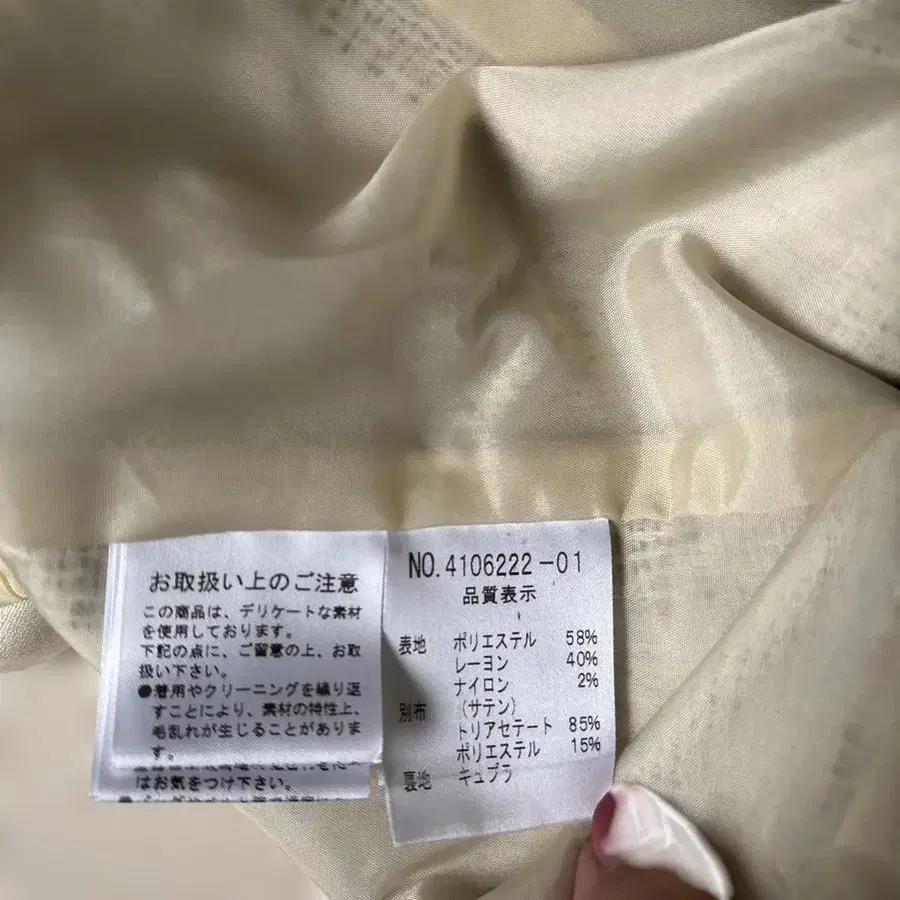 お取扱い上のご注意
この商品は、デリケートな素材
を使用しております。
下記の点に、ご留意の上、お取
扱い下さい。
●着用やクリーニングを繰り返
すことにより、素材の特性上、
毛乱れが生じることがありま
す。
はお気をつけ下さい。
NO.4106222-01
品質表示
表地 ポリエステル 58%
レーヨン 40%
ナイロン 2%
別布 (サテン)
トリアセテート 85%
ポリエステル 15%
裏地 キュプラ